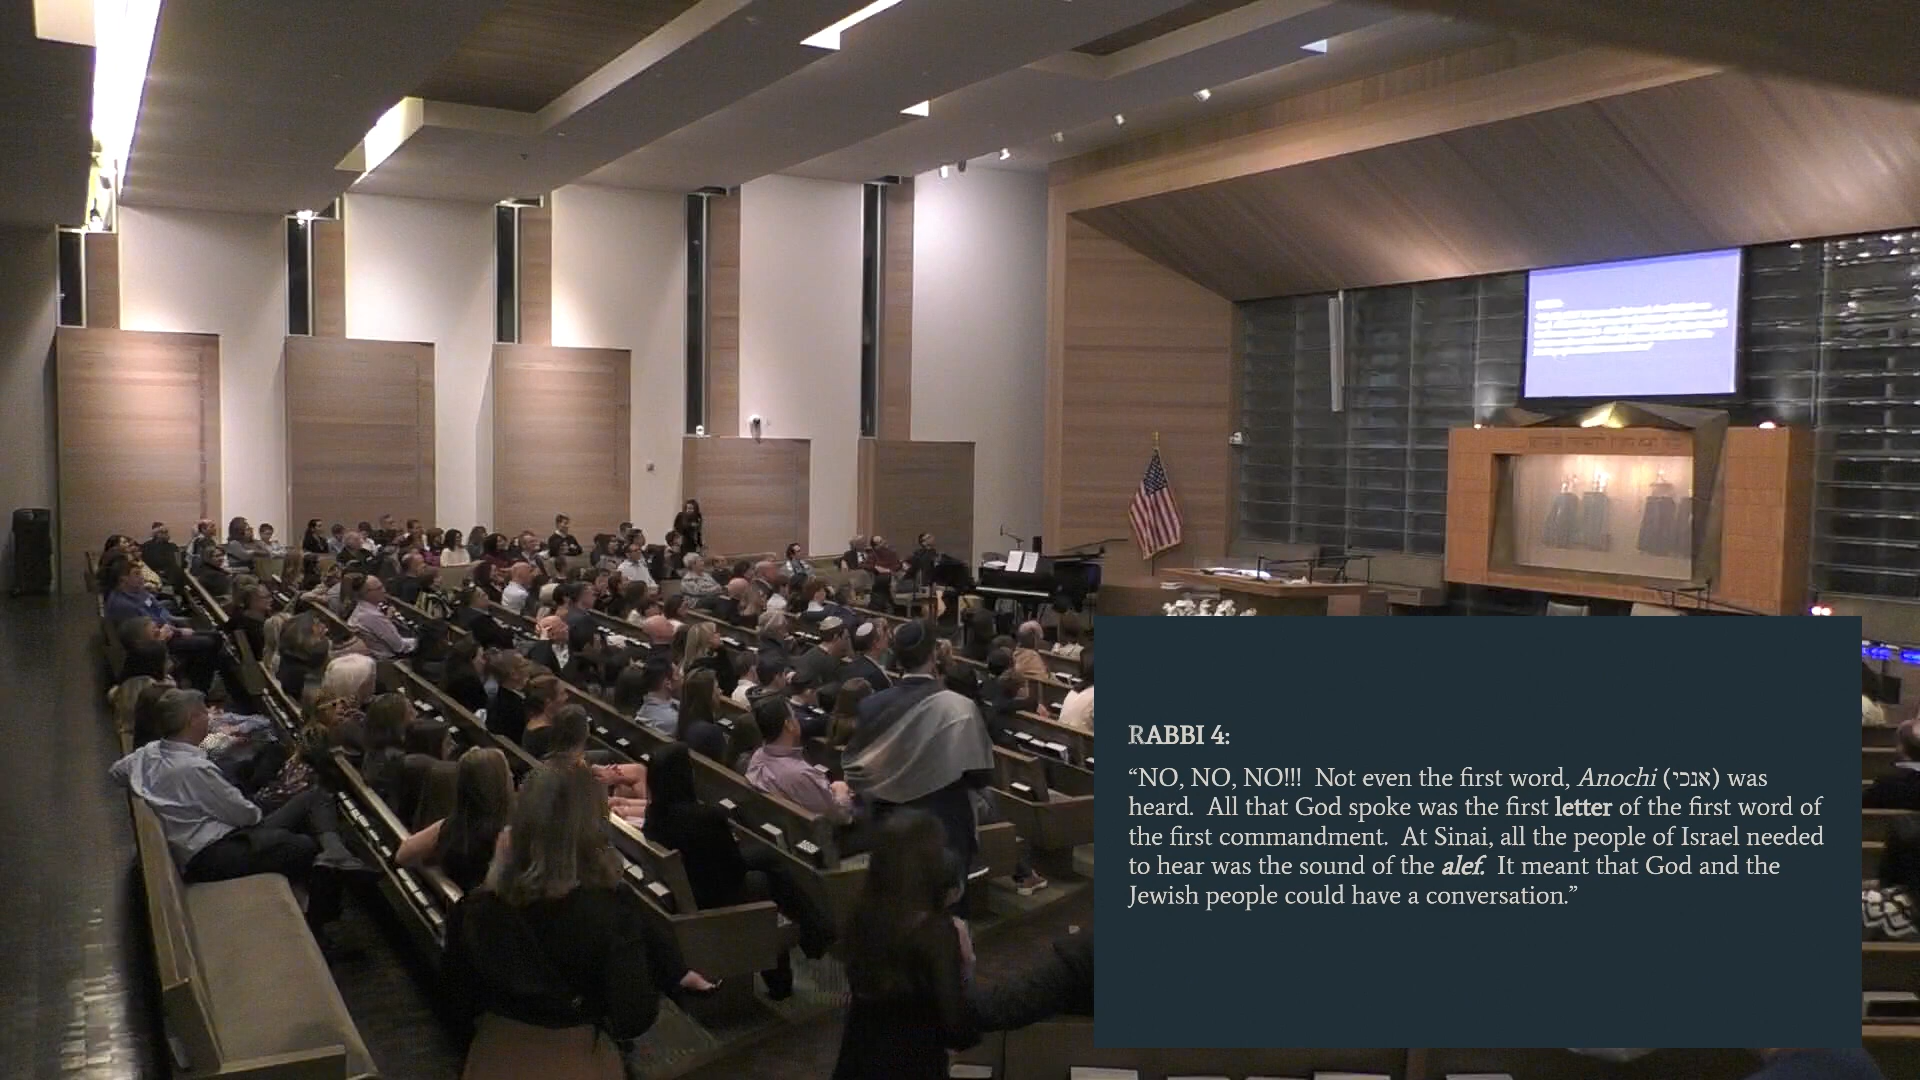 RABBI 4:
“NO, NO, NO!!! Not even the first word, Anochi (אנכי) was
heard. All that God spoke was the first letter of the first word of
the first commandment. At Sinai, all the people of Israel needed
to hear was the sound of the alef. It meant that God and the
Jewish people could have a conversation.”